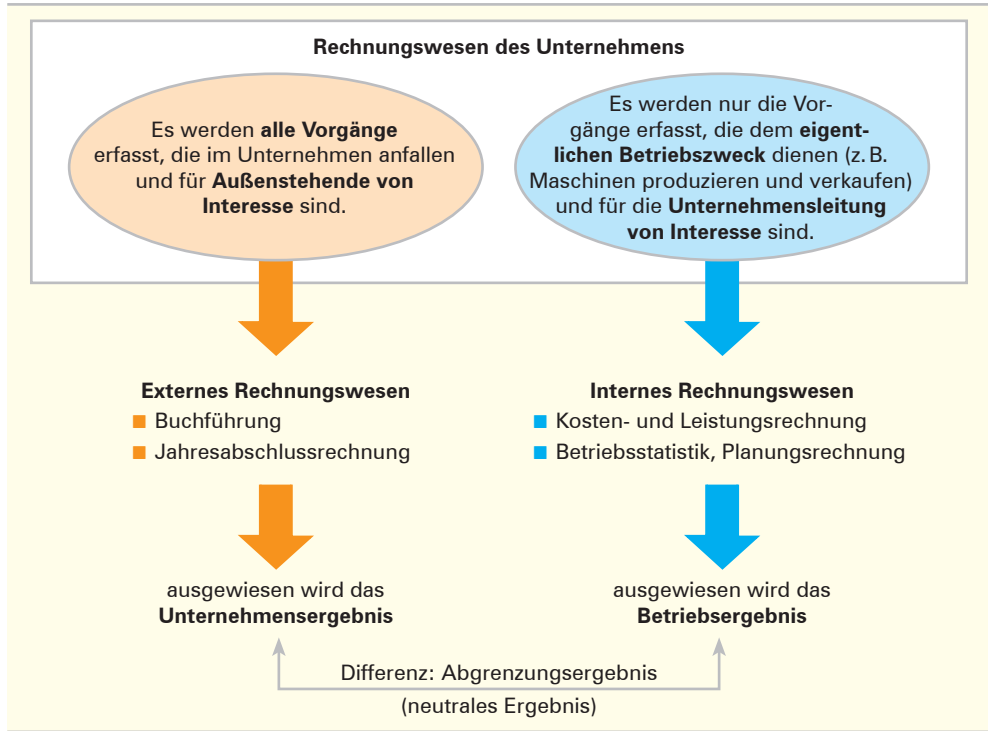 Rechnungswesen des Unternehmens
Es werden alle Vorgänge
erfasst, die im Unternehmen anfallen
und für Außenstehende von
Interesse sind.
Es werden nur die Vor-
gänge erfasst, die dem eigent-
lichen Betriebszweck dienen (z. B.
Maschinen produzieren und verkaufen)
und für die Unternehmensleitung
von Interesse sind.
Externes Rechnungswesen
Buchführung
Jahresabschlussrechnung
Internes Rechnungswesen
Kosten- und Leistungsrechnung
Betriebsstatistik, Planungsrechnung
ausgewiesen wird das
Unternehmensergebnis
ausgewiesen wird das
Betriebsergebnis
Differenz: Abgrenzungsergebnis
(neutrales Ergebnis)